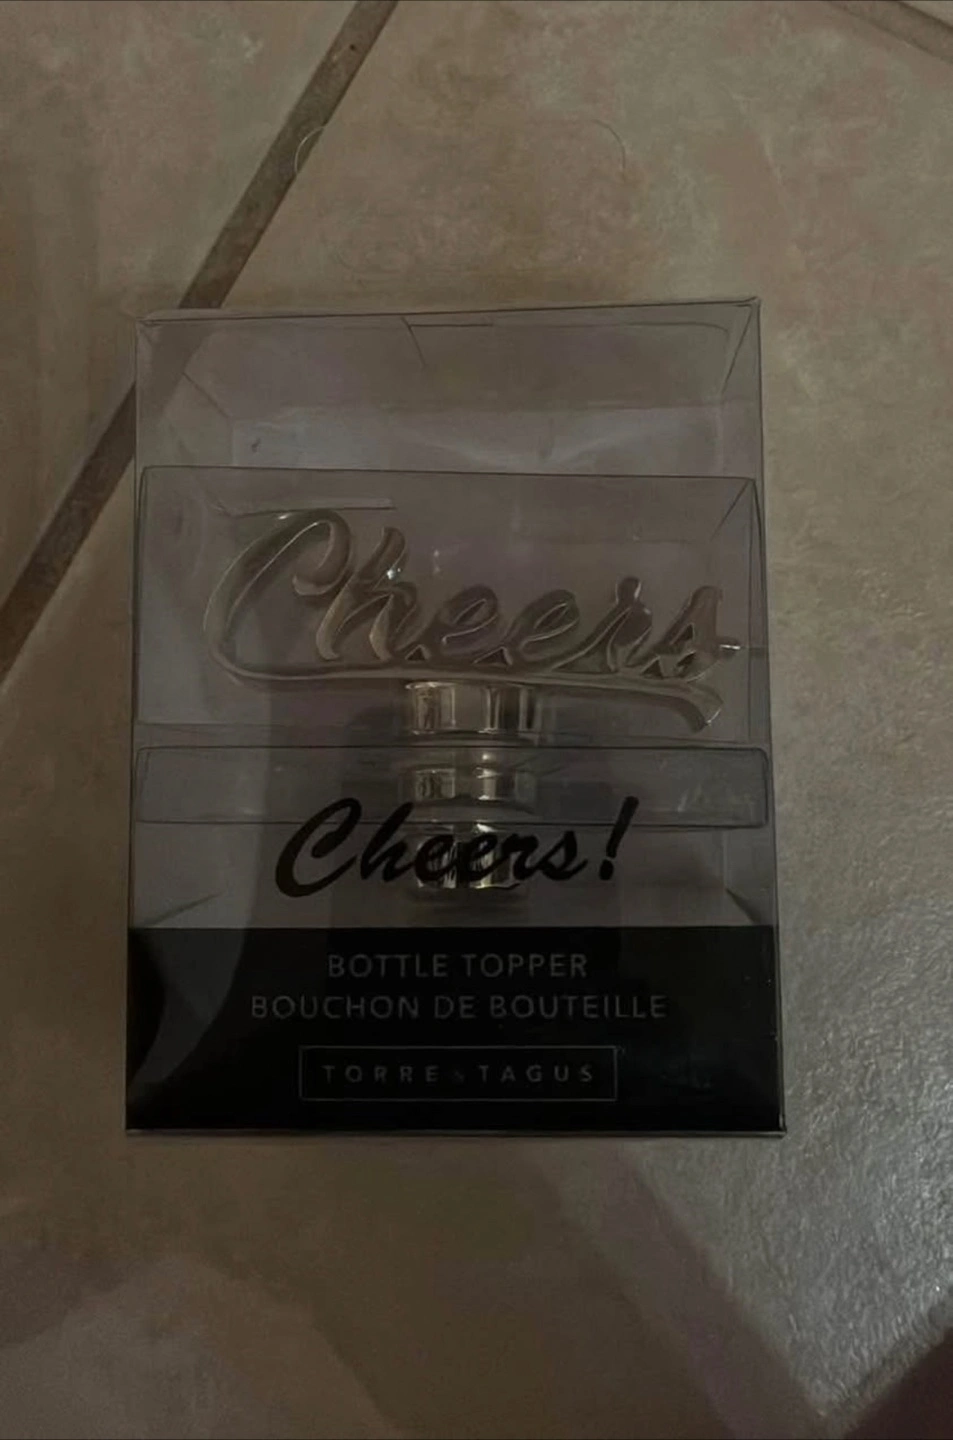 Cheers
Cheers!
BOTTLE TOPPER
BOUCHON DE BOUTEILLE
TORRE & TAGUS